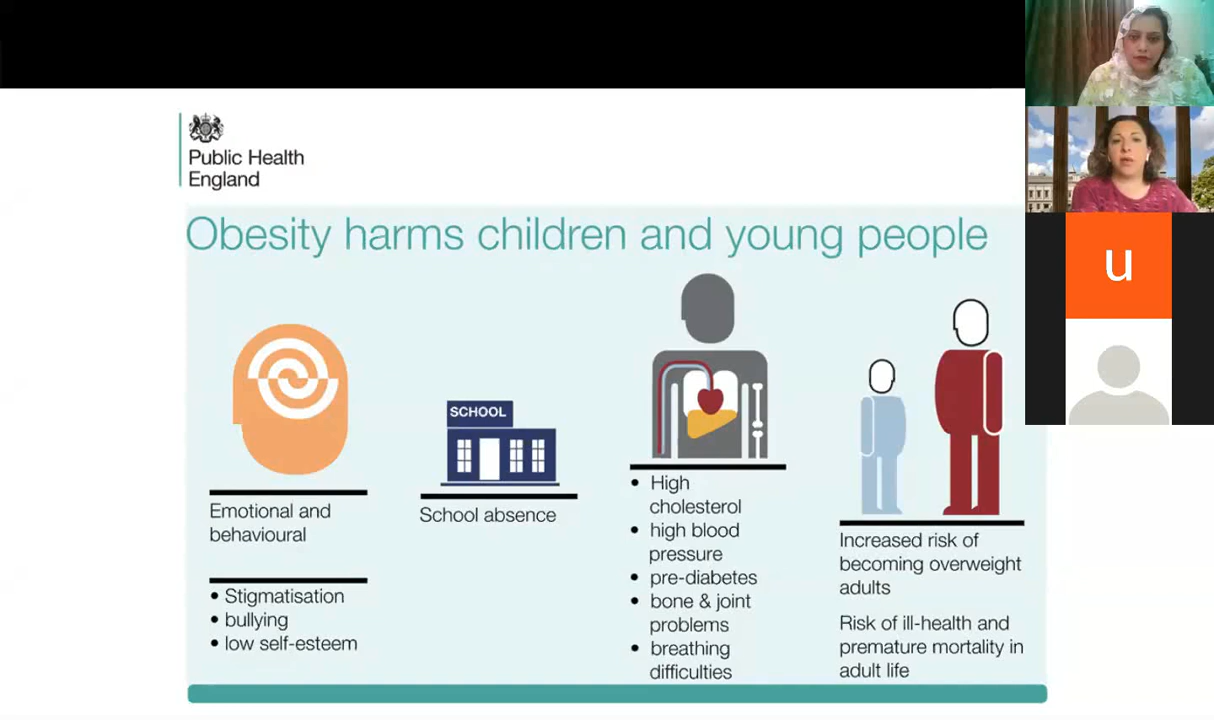 Public Health
England
Obesity harms children and young people
Emotional and
behavioural
• Stigmatisation
• bullying
• low self-esteem
SCHOOL
School absence
• High
cholesterol
• high blood
pressure
• pre-diabetes
• bone & joint
problems
• breathing
difficulties
Increased risk of
becoming overweight
adults
Risk of ill-health and
premature mortality in
adult life
u